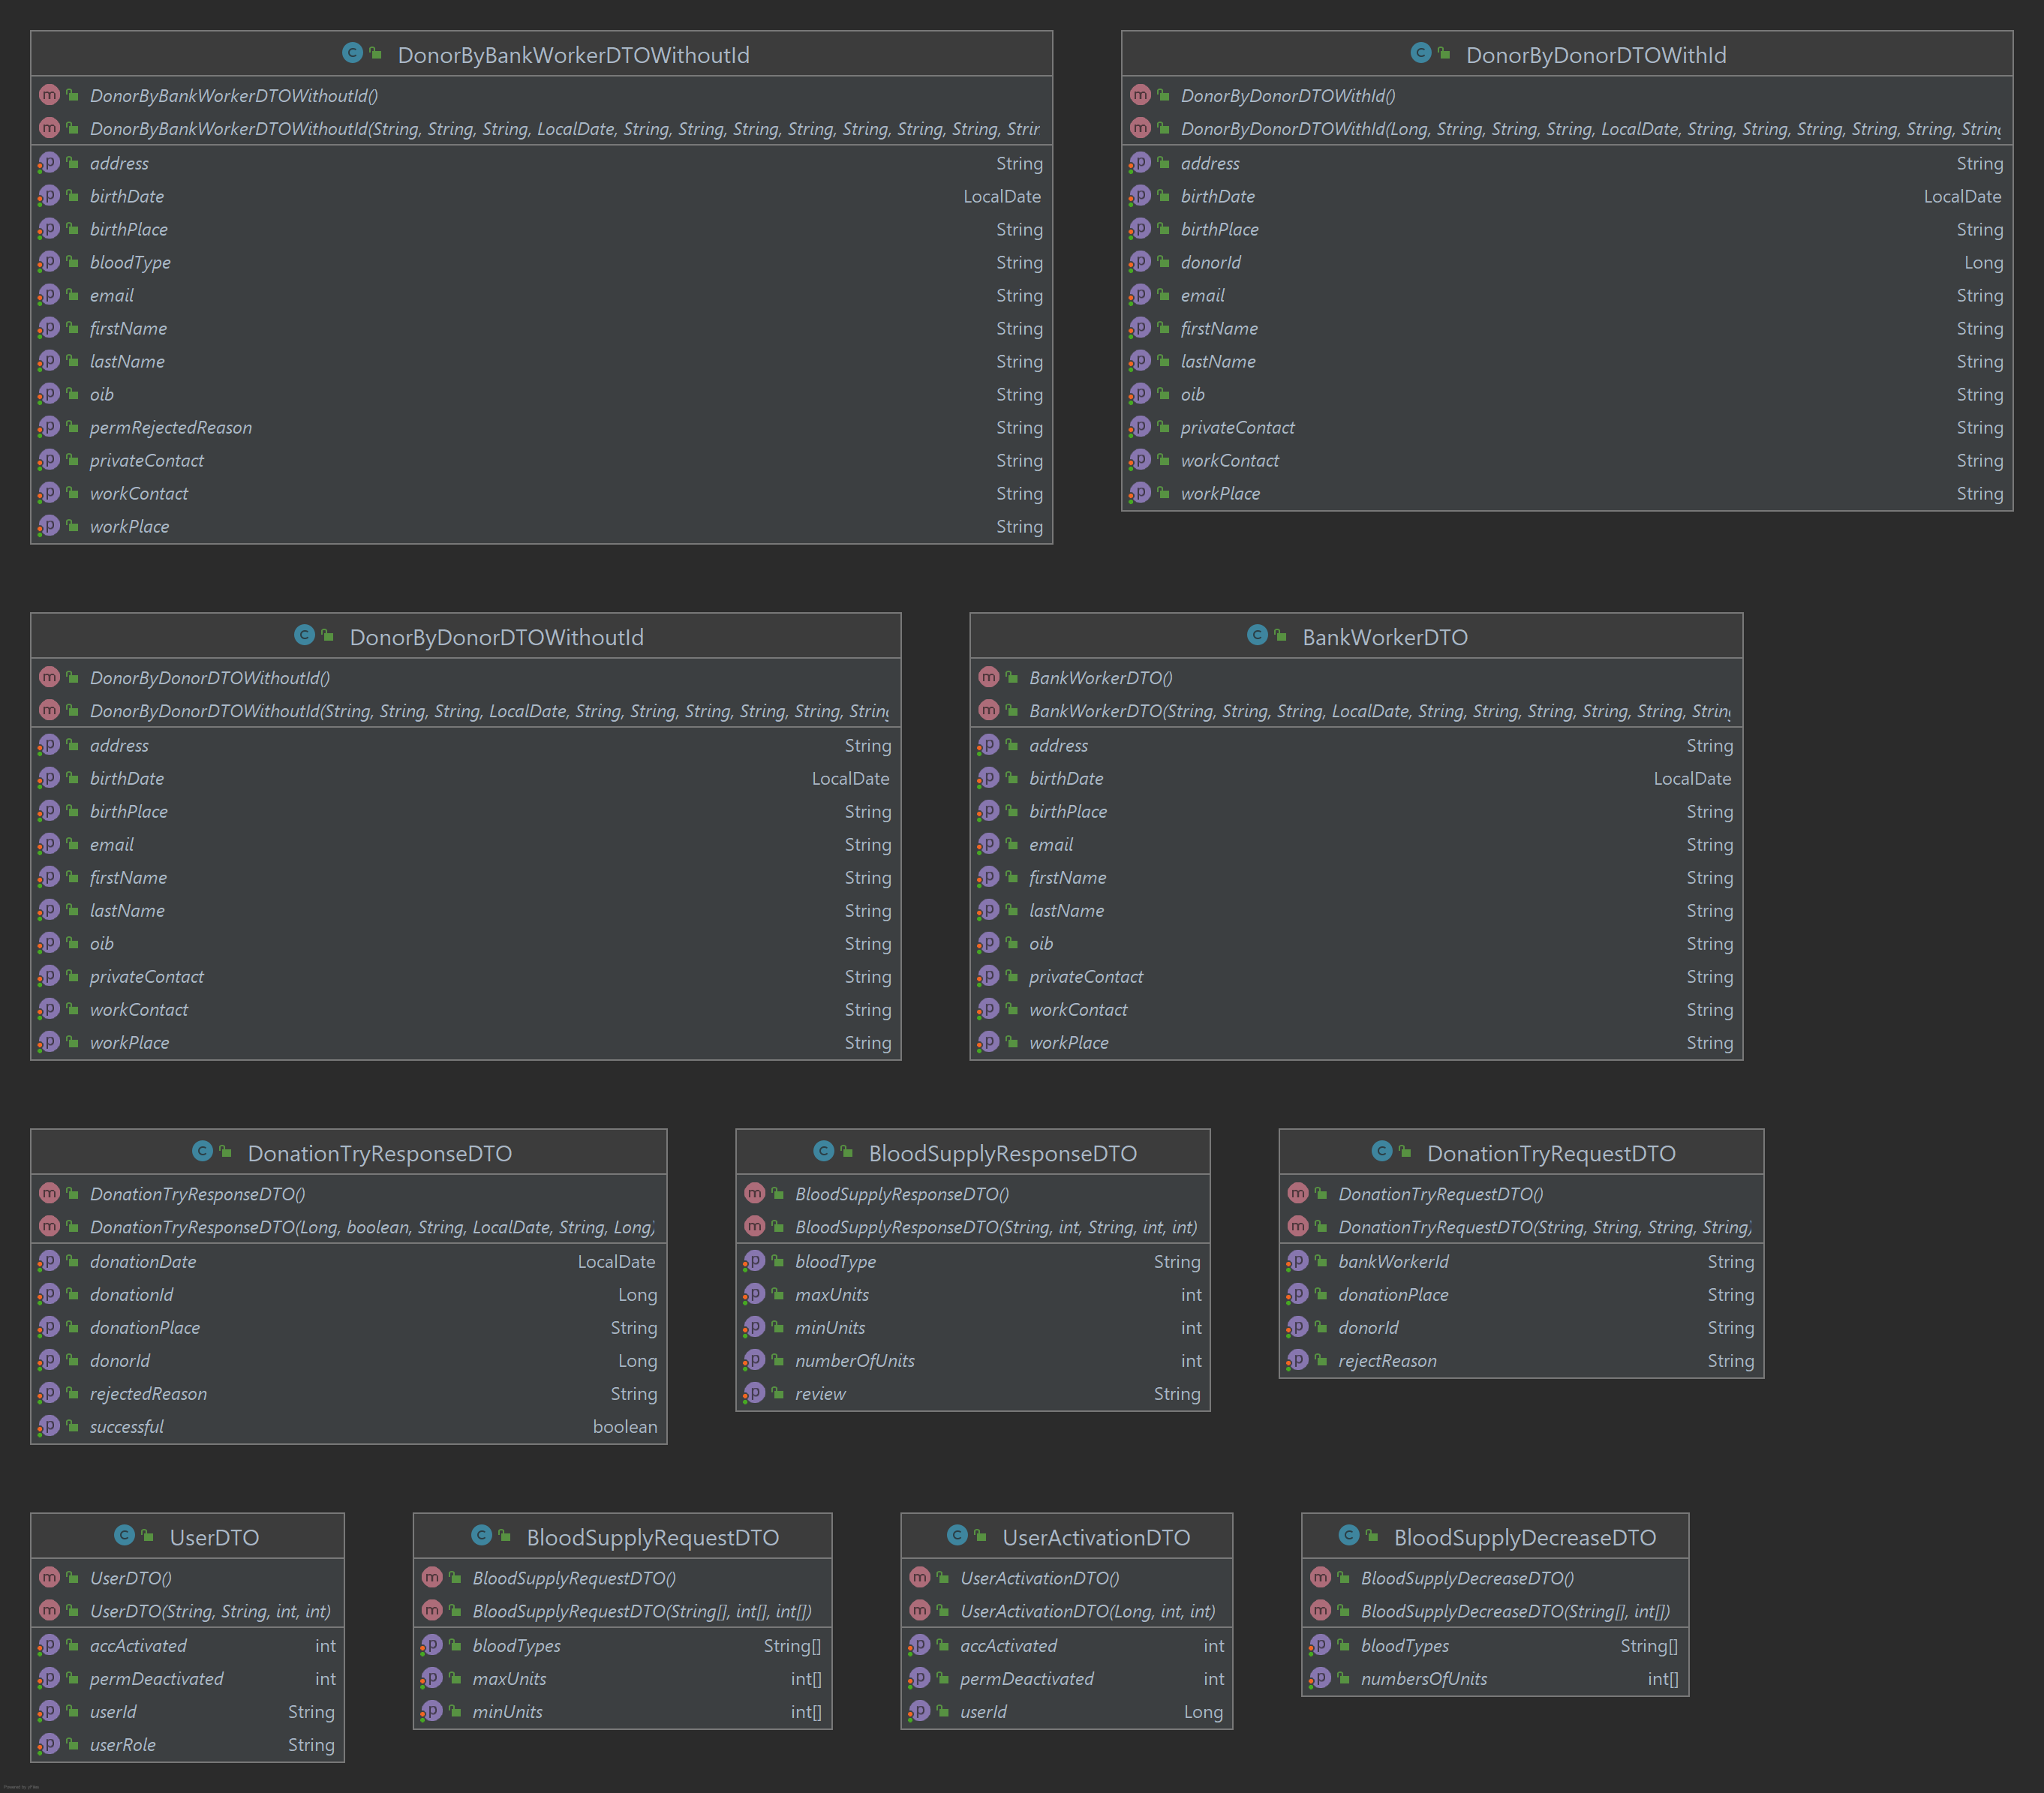 DonorByBankWorkerDTOWithoutId
DonorByBankWorkerDTOWithoutId()
DonorByBankWorkerDTOWithoutId(String, String, String, LocalDate, String, String, String, String, String, String, String, Strir
address String
birthDate LocalDate
birthPlace String
bloodType String
email String
firstName String
lastName String
oib String
permRejectedReason String
privateContact String
workContact String
workPlace String
DonorByDonorDTOWithId
DonorByDonorDTOWithId()
DonorByDonorDTOWithId(Long, String, String, String, LocalDate, String, String, String, String, String, String
address String
birthDate LocalDate
birthPlace String
donorId Long
email String
firstName String
lastName String
oib String
privateContact String
workContact String
workPlace String
DonorByDonorDTOWithoutId
DonorByDonorDTOWithoutId()
DonorByDonorDTOWithoutId(String, String, String, LocalDate, String, String, String, String, String, String
address String
birthDate LocalDate
birthPlace String
email String
firstName String
lastName String
oib String
privateContact String
workContact String
workPlace String
BankWorkerDTO
BankWorkerDTO()
BankWorkerDTO(String, String, String, LocalDate, String, String, String, String, String, String
address String
birthDate LocalDate
birthPlace String
email String
firstName String
lastName String
oib String
privateContact String
workContact String
workPlace String
DonationTryResponseDTO
DonationTryResponseDTO()
DonationTryResponseDTO(Long, boolean, String, LocalDate, String, Long)
donationDate LocalDate
donationId Long
donationPlace String
donorId Long
rejectedReason String
successful boolean
BloodSupplyResponseDTO
BloodSupplyResponseDTO()
BloodSupplyResponseDTO(String, int, String, int, int)
bloodType String
maxUnits int
minUnits int
numberOfUnits int
review String
DonationTryRequestDTO
DonationTryRequestDTO()
DonationTryRequestDTO(String, String, String, String)
bankWorkerId String
donationPlace String
donorId String
rejectReason String
UserDTO
UserDTO()
UserDTO(String, String, int, int)
accActivated int
permDeactivated int
userId String
userRole String
BloodSupplyRequestDTO
BloodSupplyRequestDTO()
BloodSupplyRequestDTO(String[], int[], int[])
bloodTypes String[]
maxUnits int[]
minUnits int[]
UserActivationDTO
UserActivationDTO()
UserActivationDTO(Long, int, int)
accActivated int
permDeactivated int
userId Long
BloodSupplyDecreaseDTO
BloodSupplyDecreaseDTO()
BloodSupplyDecreaseDTO(String[], int[])
bloodTypes String[]
numbersOfUnits int[]
Powered by yFiles